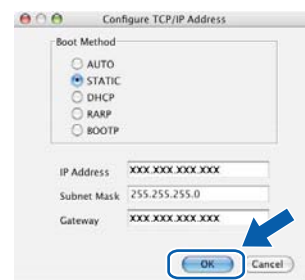 Configure TCP/IP Address
Boot Method
AUTO
STATIC
DHCP
RARP
BOOTP
IP Address XXX.XXX.XXX.XXX
Subnet Mask 255.255.255.0
Gateway XXX.XXX.XXX.XXX
OK Cancel